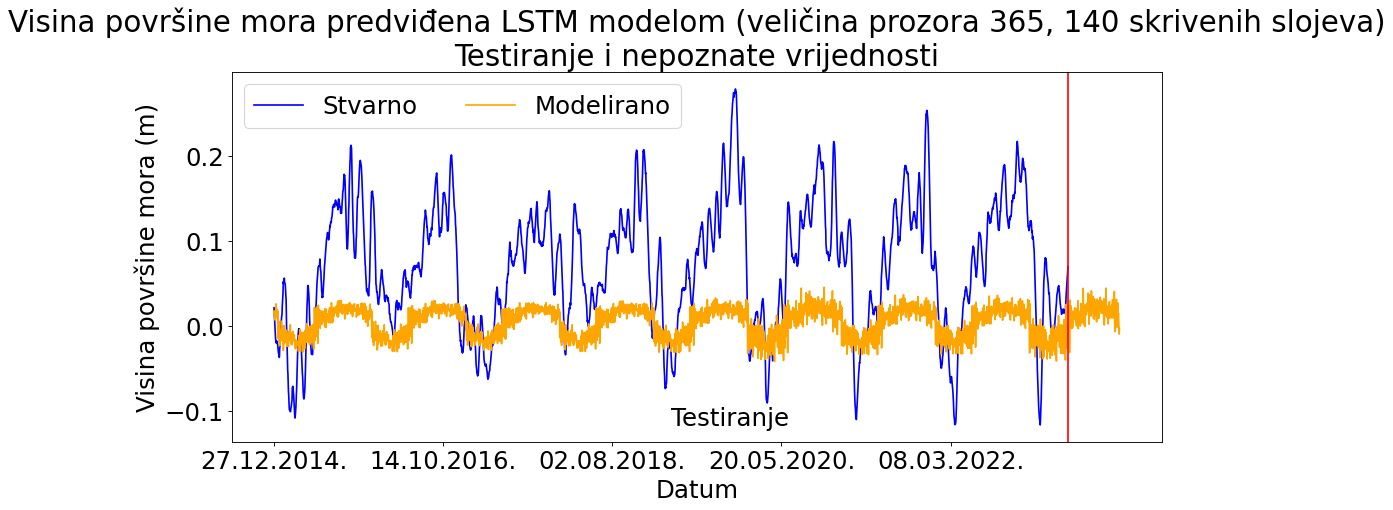 Visina površine mora predviđena LSTM modelom (veličina prozora 365, 140 skrivenih slojeva)
Testiranje i nepoznate vrijednosti
Stvarno
Modelirano
Visina površine mora (m)
0.2
0.1
0.0
−0.1
Testiranje
27.12.2014.
14.10.2016.
02.08.2018.
20.05.2020.
08.03.2022.
Datum